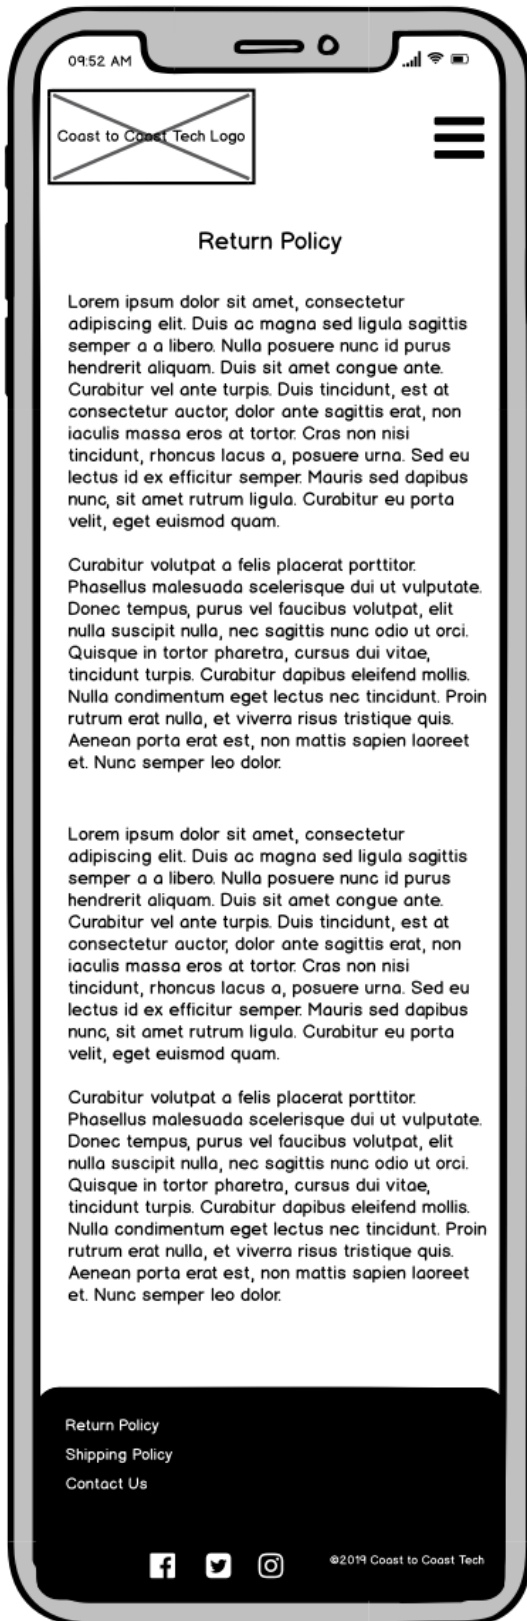 09:52 AM
Coast to Coast Tech Logo
Return Policy
Lorem ipsum dolor sit amet, consectetur
adipiscing elit. Duis ac magna sed ligula sagittis
semper a a libero. Nulla posuere nunc id purus
hendrerit aliquam. Duis sit amet congue ante.
Curabitur vel ante turpis. Duis tincidunt, est at
consectetur auctor, dolor ante sagittis erat, non
iaculis massa eros at tortor. Cras non nisi
tincidunt, rhoncus lacus a, posuere urna. Sed eu
lectus id ex efficitur semper. Mauris sed dapibus
nunc, sit amet rutrum ligula. Curabitur eu porta
velit, eget euismod quam.
Curabitur volutpat a felis placerat porttitor.
Phasellus malesuada scelerisque dui ut vulputate.
Donec tempus, purus vel faucibus volutpat, elit
nulla suscipit nulla, nec sagittis nunc odio ut orci.
Quisque in tortor pharetra, cursus dui vitae,
tincidunt turpis. Curabitur dapibus eleifend mollis.
Nulla condimentum eget lectus nec tincidunt. Proin
rutrum erat nulla, et viverra risus tristique quis.
Aenean porta erat est, non mattis sapien laoreet
et. Nunc semper leo dolor.
Lorem ipsum dolor sit amet, consectetur
adipiscing elit. Duis ac magna sed ligula sagittis
semper a a libero. Nulla posuere nunc id purus
hendrerit aliquam. Duis sit amet congue ante.
Curabitur vel ante turpis. Duis tincidunt, est at
consectetur auctor, dolor ante sagittis erat, non
iaculis massa eros at tortor. Cras non nisi
tincidunt, rhoncus lacus a, posuere urna. Sed eu
lectus id ex efficitur semper. Mauris sed dapibus
nunc, sit amet rutrum ligula. Curabitur eu porta
velit, eget euismod quam.
Curabitur volutpat a felis placerat porttitor.
Phasellus malesuada scelerisque dui ut vulputate.
Donec tempus, purus vel faucibus volutpat, elit
nulla suscipit nulla, nec sagittis nunc odio ut orci.
Quisque in tortor pharetra, cursus dui vitae,
tincidunt turpis. Curabitur dapibus eleifend mollis.
Nulla condimentum eget lectus nec tincidunt. Proin
rutrum erat nulla, et viverra risus tristique quis.
Aenean porta erat est, non mattis sapien laoreet
et. Nunc semper leo dolor.
Return Policy
Shipping Policy
Contact Us
©2019 Coast to Coast Tech